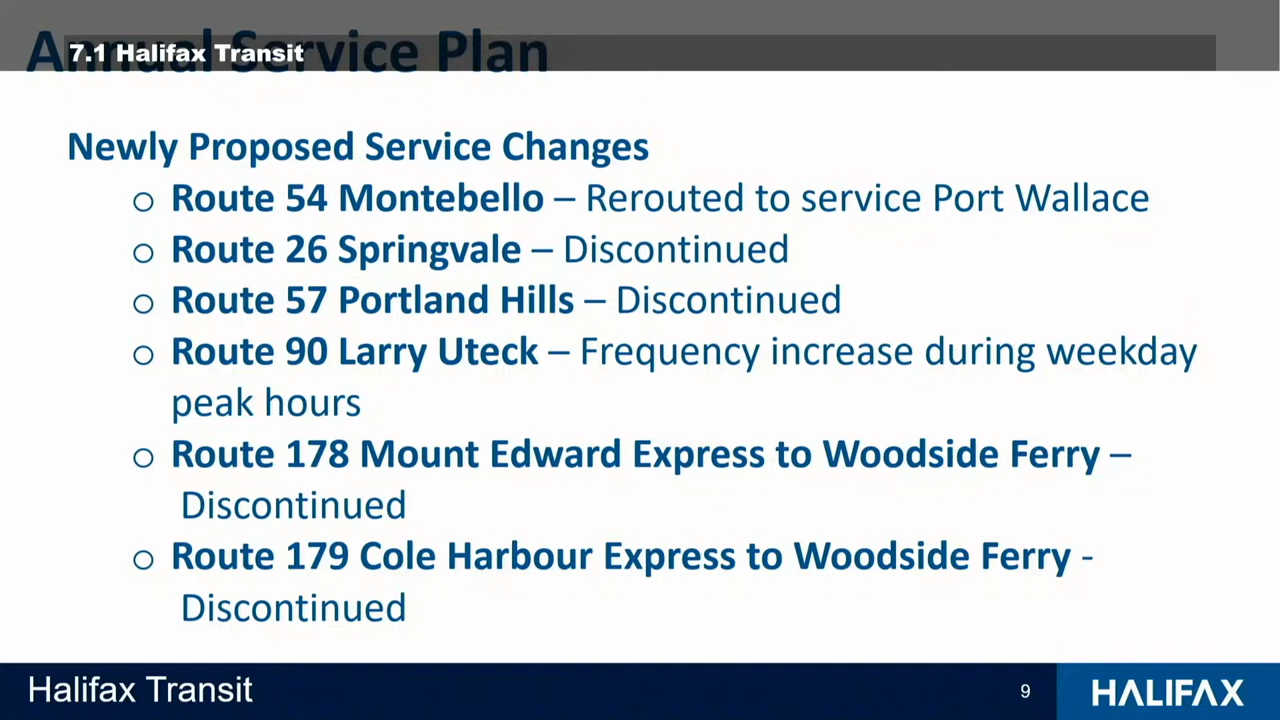 Annual Service Plan
7.1 Halifax Transit
Newly Proposed Service Changes
o Route 54 Montebello – Rerouted to service Port Wallace
o Route 26 Springvale – Discontinued
o Route 57 Portland Hills – Discontinued
o Route 90 Larry Uteck – Frequency increase during weekday
peak hours
o Route 178 Mount Edward Express to Woodside Ferry –
Discontinued
o Route 179 Cole Harbour Express to Woodside Ferry -
Discontinued
Halifax Transit
9
HALIFAX